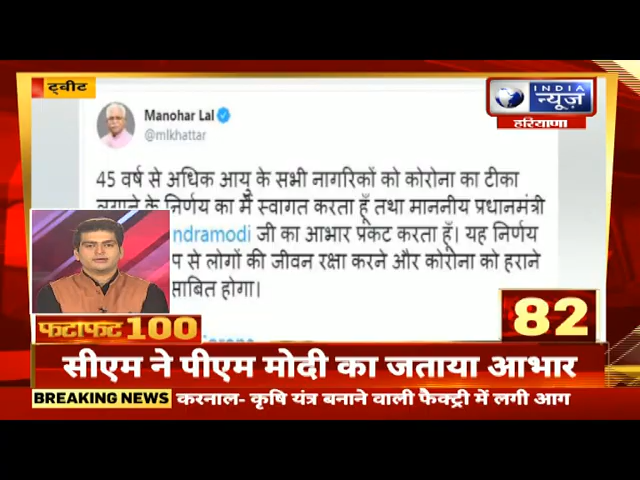 ट्वीट
INDIA
न्यूज़
हरियाणा
Manohar Lal
@mlkhattar
45 वर्ष से अधिक आयु के सभी नागरिकों को कोरोना का टीका
लगाने के निर्णय का मैं स्वागत करता हूँ तथा माननीय प्रधानमंत्री
ndramodi जी का आभार प्रकट करता हूँ। यह निर्णय
प से लोगों की जीवन रक्षा करने और कोरोना को हराने
साबित होगा।
फटाफट 100
82
सीएम ने पीएम मोदी का जताया आभार
BREAKING NEWS करनाल- कृषि यंत्र बनाने वाली फैक्ट्री में लगी आग